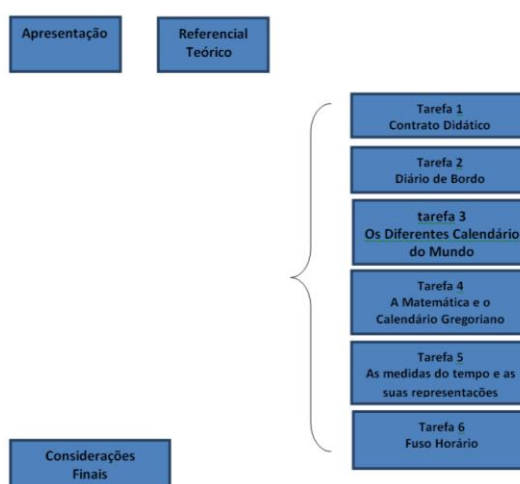 Apresentação
Referencial
Teórico
Tarefa 1
Contrato Didático
Tarefa 2
Diário de Bordo
tarefa 3
Os Diferentes Calendário
do Mundo
Tarefa 4
A Matemática e o
Calendário Gregoriano
Tarefa 5
As medidas do tempo e as
suas representações
Tarefa 6
Fuso Horário
Considerações
Finais